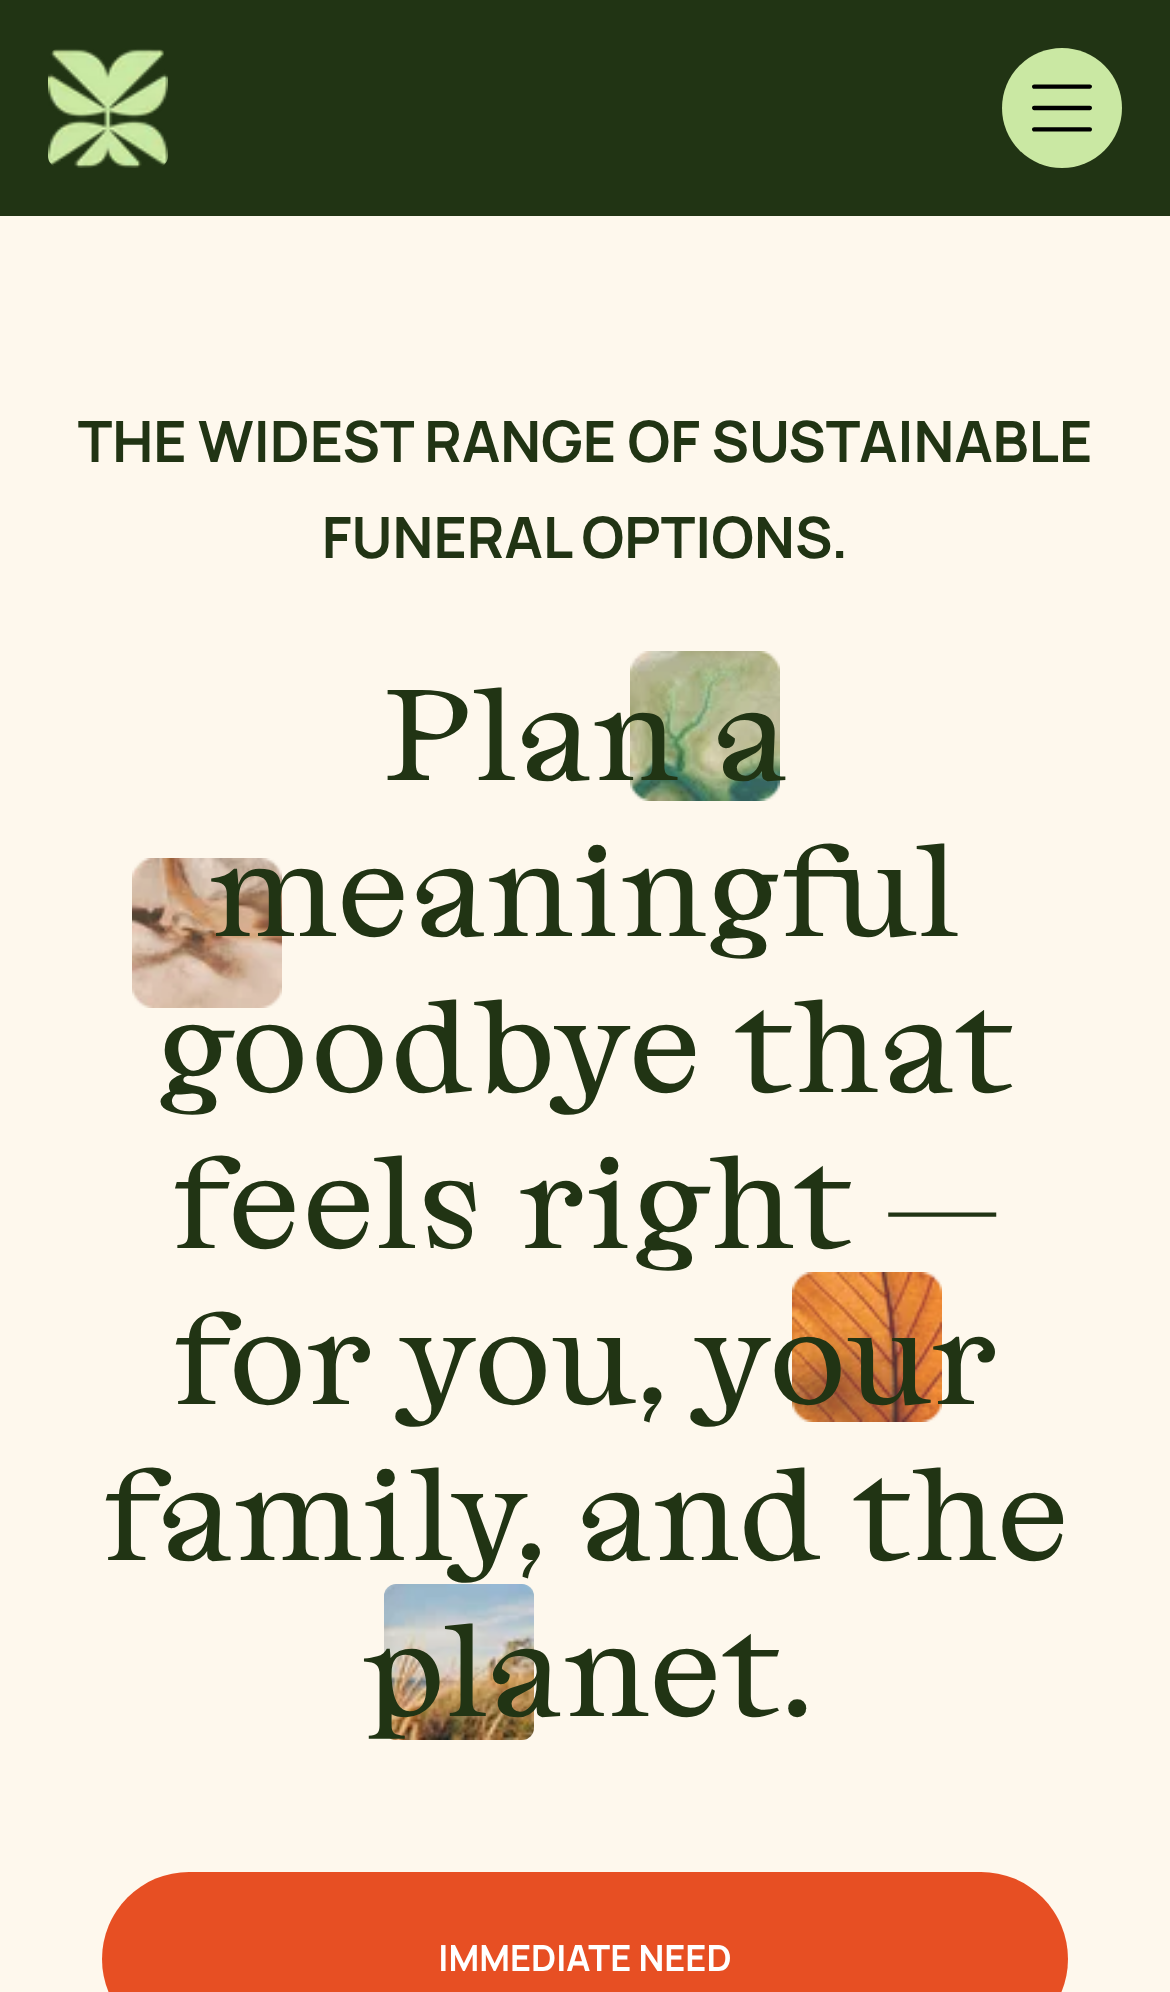 THE WIDEST RANGE OF SUSTAINABLE
FUNERAL OPTIONS.
Plan a
meaningful
goodbye that
feels right —
for you, your
family, and the
planet.
IMMEDIATE NEED